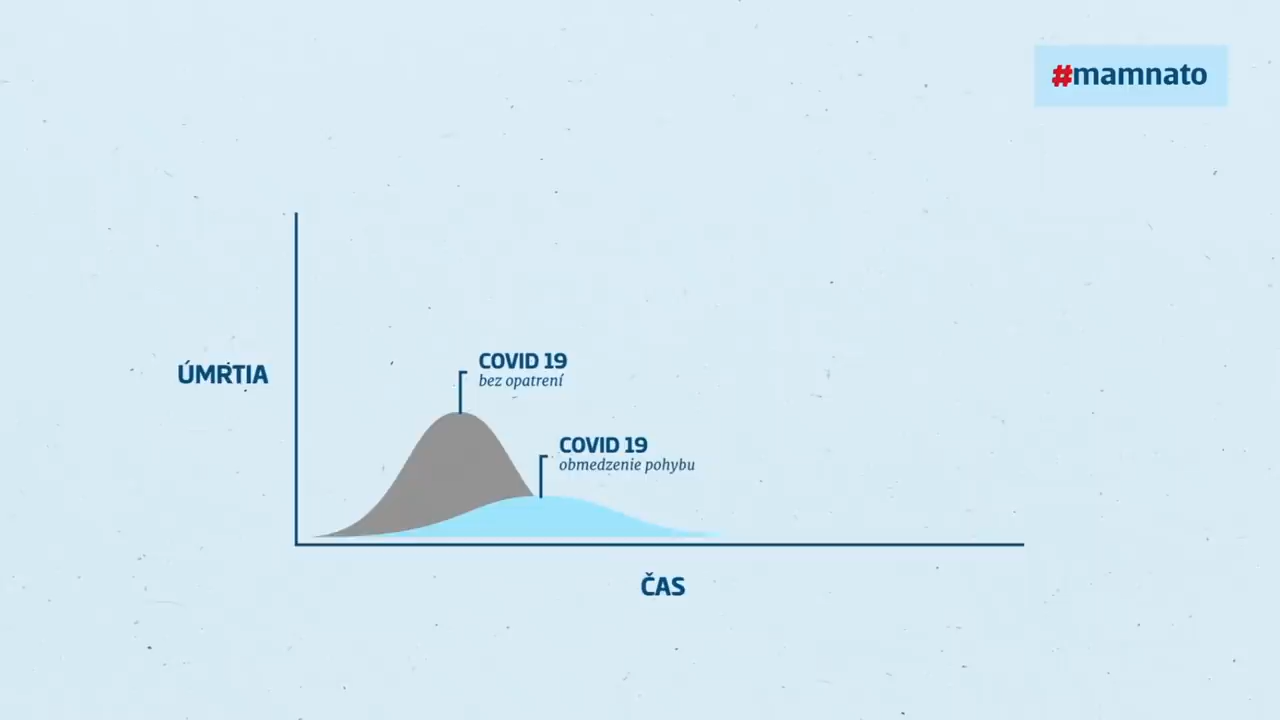 #mamnato
COVID 19
bez opatrení
ÚMRTIA
COVID 19
obmedzenie pohybu
ČAS